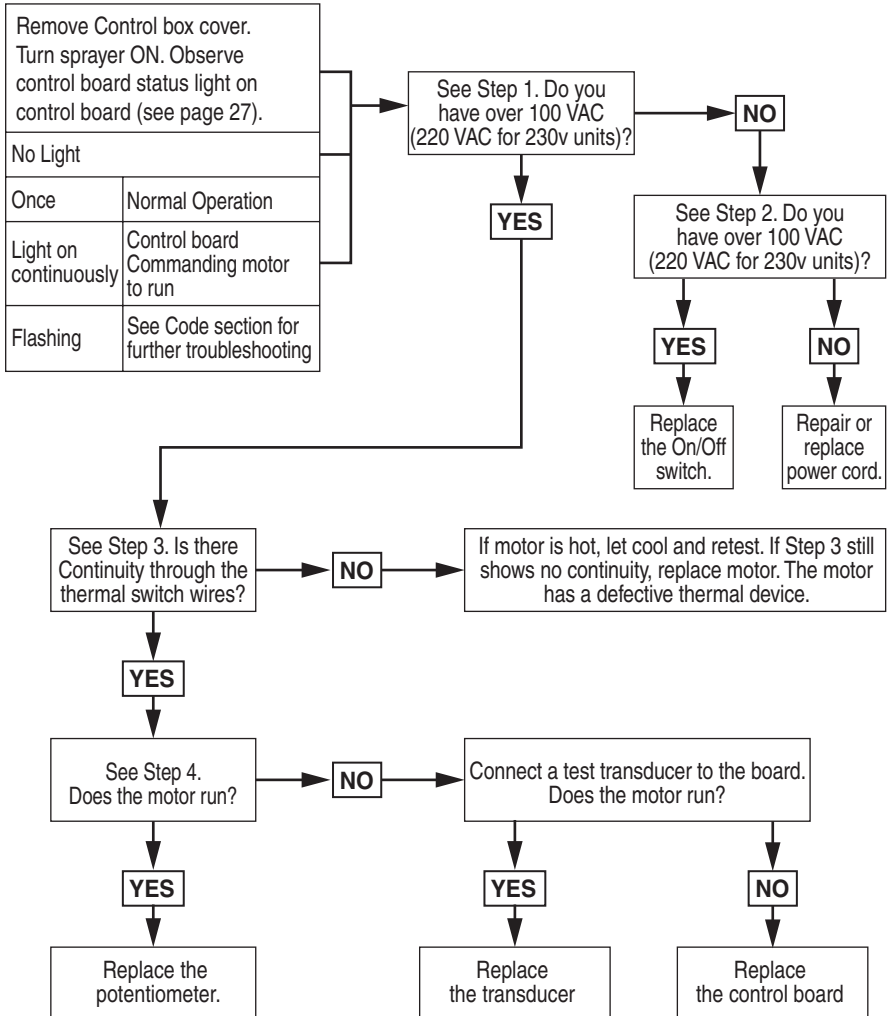 Remove Control box cover.
Turn sprayer ON. Observe
control board status light on
control board (see page 27).
No Light
Once
Normal Operation
Light on
continuously
Control board
Commanding motor
to run
Flashing
See Code section for
further troubleshooting
See Step 1. Do you
have over 100 VAC
(220 VAC for 230v units)?
NO
YES
See Step 2. Do you
have over 100 VAC
(220 VAC for 230v units)?
YES
NO
Replace
the On/Off
switch.
Repair or
replace
power cord.
See Step 3. Is there
Continuity through the
thermal switch wires?
NO
If motor is hot, let cool and retest. If Step 3 still
shows no continuity, replace motor. The motor
has a defective thermal device.
YES
See Step 4.
Does the motor run?
NO
Connect a test transducer to the board.
Does the motor run?
YES
YES
NO
Replace the
potentiometer.
Replace
the transducer
Replace
the control board